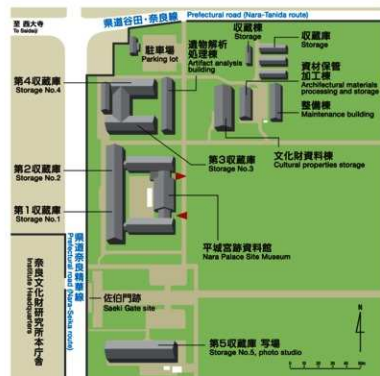 至 西大寺
To Saidaiji
県道谷田・奈良線
Prefectural road (Nara-Tanida route)
駐車場
Parking lot
遺物解析
処理棟
Artifact analysis
building
収蔵棟
Storage
収蔵庫
Storage
資材保管
加工棟
Architectural materials
processing and storage
整備棟
Maintenance building
第4収蔵庫
Storage No.4
文化財資料棟
Cultural properties storage
第3収蔵庫
Storage No.3
第2収蔵庫
Storage No.2
第1収蔵庫
Storage No.1
平城宮跡資料館
Nara Palace Site Museum
奈良文化財研究所本庁舎
Institute Headquarters
県道奈良精華線
Prefectural road (Nara-Seika route)
佐伯門跡
Saeki Gate site
第5収蔵庫 写場
Storage No.5, photo studio